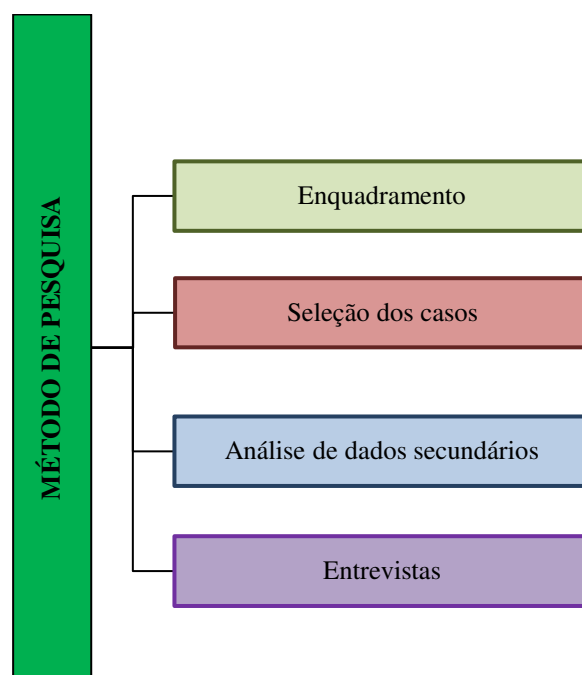 MÉTODO DE PESQUISA
Enquadramento
Seleção dos casos
Análise de dados secundários
Entrevistas